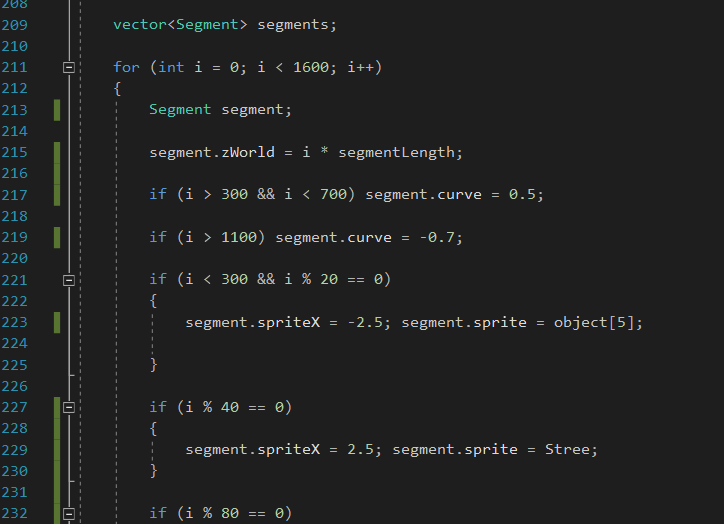 208
209 vector<Segment> segments;
210
211 for (int i = 0; i < 1600; i++)
212 {
213 Segment segment;
214
215 segment.zWorld = i * segmentLength;
216
217 if (i > 300 && i < 700) segment.curve = 0.5;
218
219 if (i > 1100) segment.curve = -0.7;
220
221 if (i < 300 && i % 20 == 0)
222 {
223 segment.spriteX = -2.5; segment.sprite = object[5];
224
225 }
226
227 if (i % 40 == 0)
228 {
229 segment.spriteX = 2.5; segment.sprite = Stree;
230 }
231
232 if (i % 80 == 0)